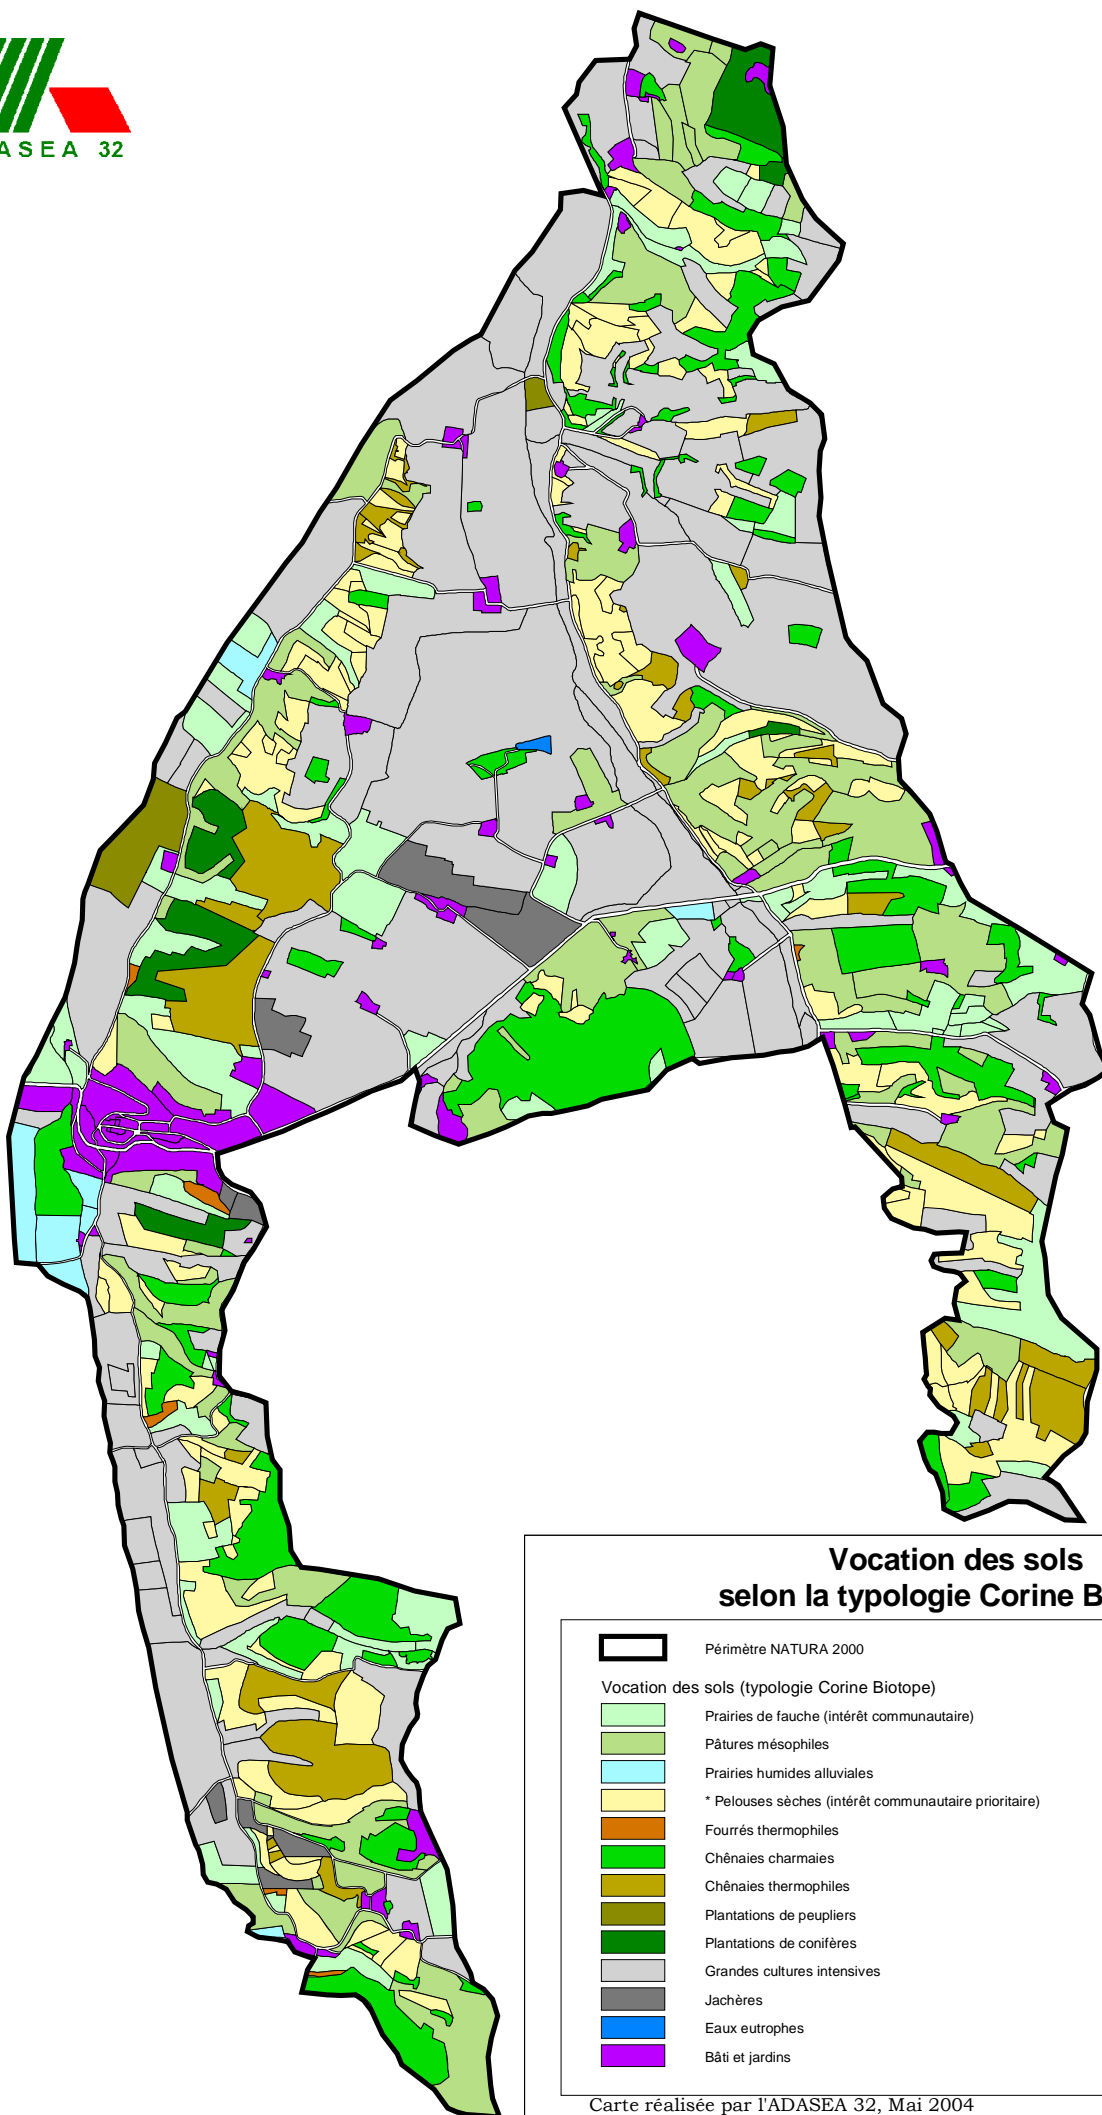 ASEA 32
Vocation des sols
selon la typologie Corine B
Périmètre NATURA 2000
Vocation des sols (typologie Corine Biotope)
Prairies de fauche (intérêt communautaire)
Pâtures mésophiles
Prairies humides alluviales
* Pelouses sèches (intérêt communautaire prioritaire)
Fourrés thermophiles
Chênaies charmaies
Chênaies thermophiles
Plantations de peupliers
Plantations de conifères
Grandes cultures intensives
Jachères
Eaux eutrophes
Bâti et jardins
Carte réalisée par l'ADASEA 32, Mai 2004